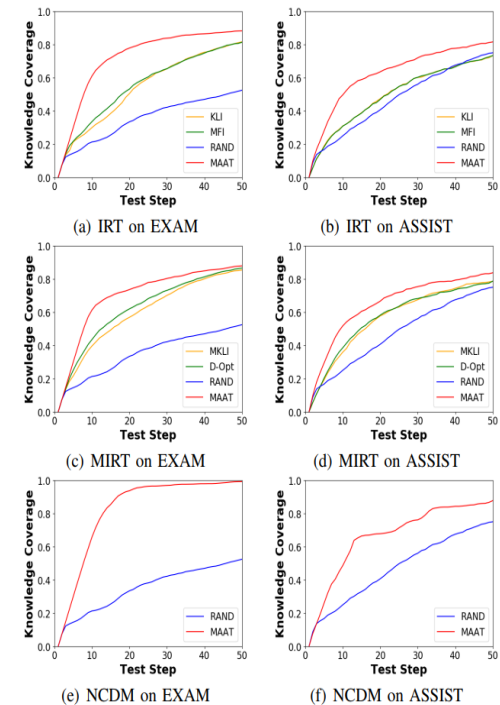 Knowledge Coverage
1.0
0.8
0.6
0.4
0.2
0.0
KLI
MFI
RAND
MAAT
0 10 20 30 40 50
Test Step
(a) IRT on EXAM
Knowledge Coverage
1.0
0.8
0.6
0.4
0.2
0.0
KLI
MFI
RAND
MAAT
0 10 20 30 40 50
Test Step
(b) IRT on ASSIST
Knowledge Coverage
1.0
0.8
0.6
0.4
0.2
0.0
MKLI
D-Opt
RAND
MAAT
0 10 20 30 40 50
Test Step
(c) MIRT on EXAM
Knowledge Coverage
1.0
0.8
0.6
0.4
0.2
0.0
MKLI
D-Opt
RAND
MAAT
0 10 20 30 40 50
Test Step
(d) MIRT on ASSIST
Knowledge Coverage
1.0
0.8
0.6
0.4
0.2
0.0
RAND
MAAT
0 10 20 30 40 50
Test Step
(e) NCDM on EXAM
Knowledge Coverage
1.0
0.8
0.6
0.4
0.2
0.0
RAND
MAAT
0 10 20 30 40 50
Test Step
(f) NCDM on ASSIST